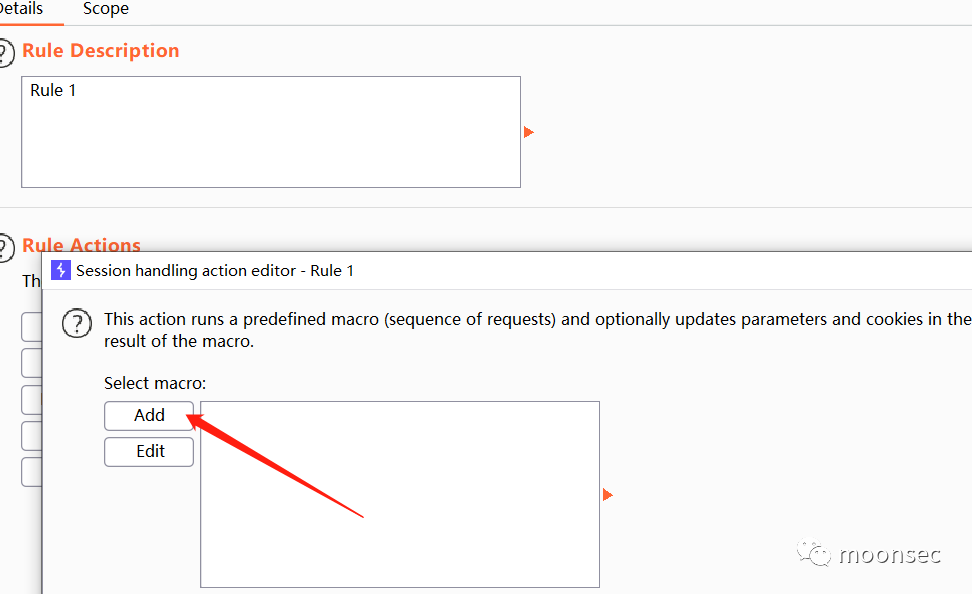 Details Scope
Rule Description
Rule 1
Rule Actions
Th
Session handling action editor - Rule 1
This action runs a predefined macro (sequence of requests) and optionally updates parameters and cookies in the
result of the macro.
Select macro:
Add
Edit
moonsec